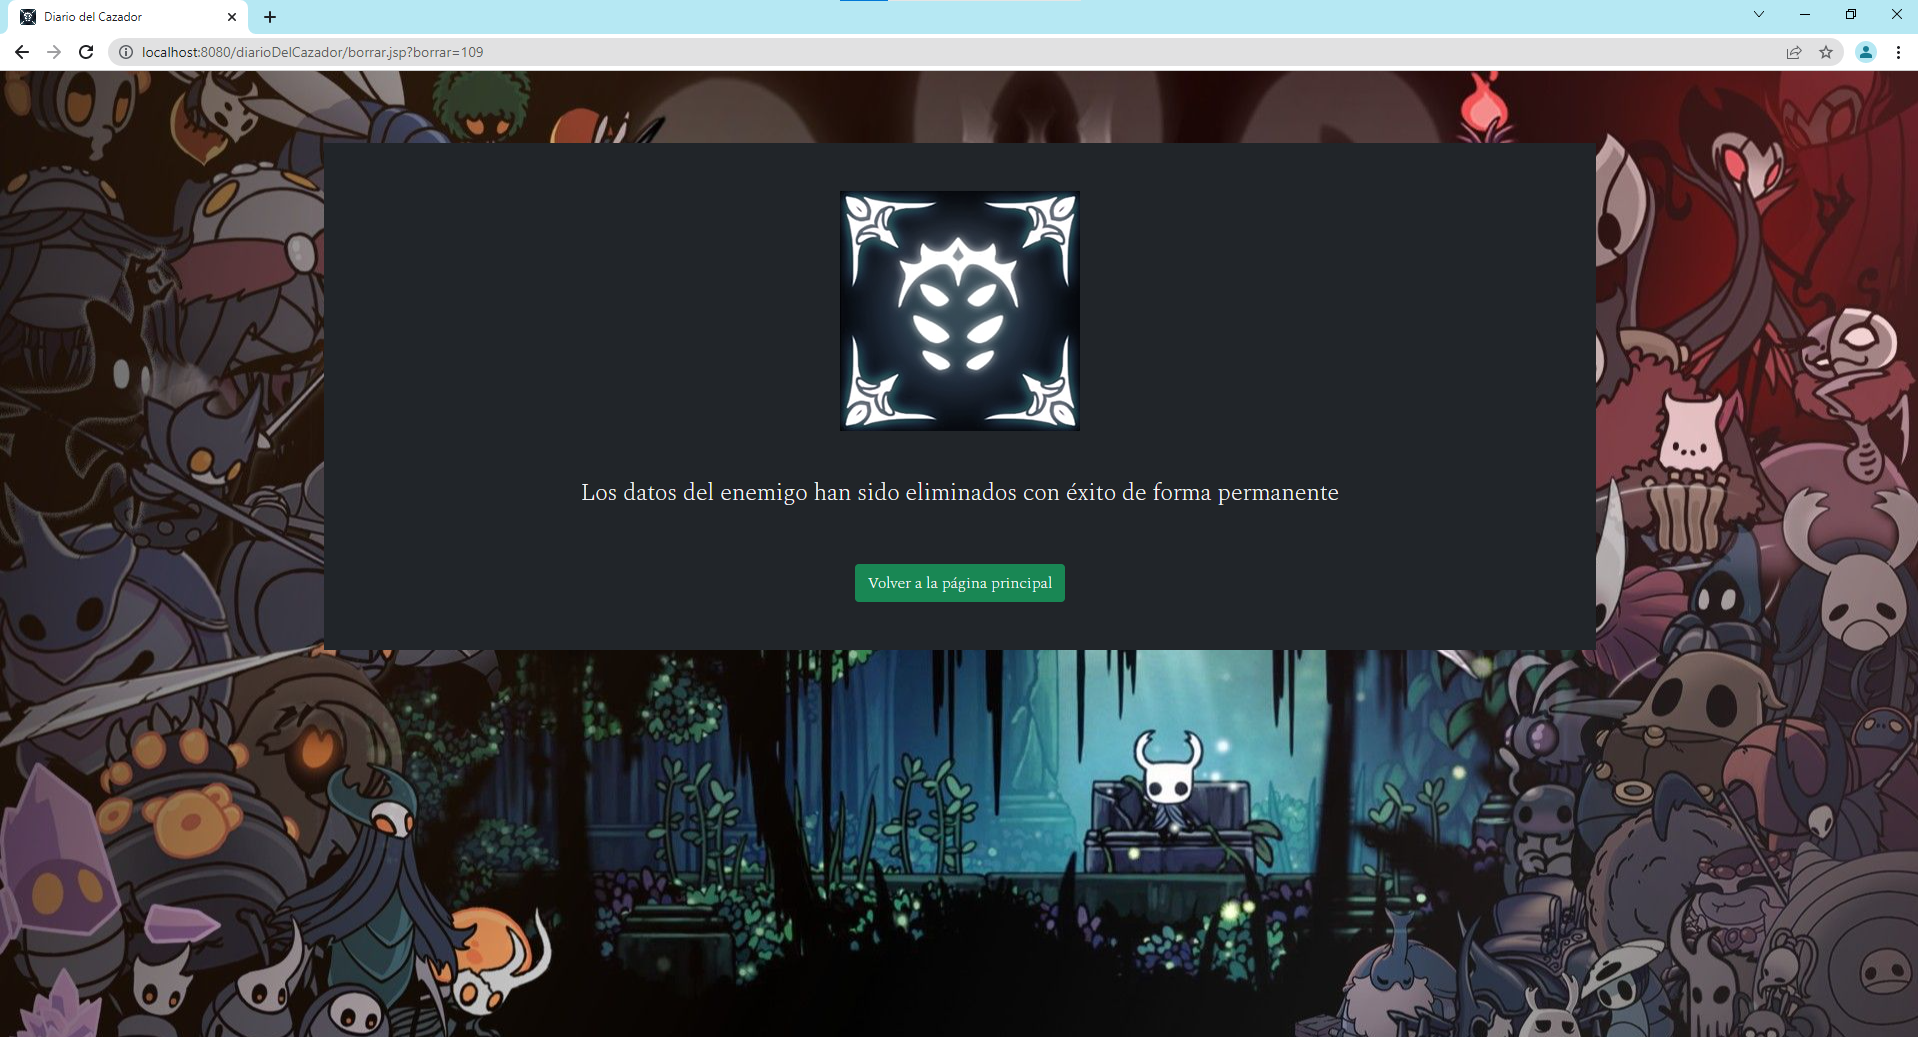 Diario del Cazador
localhost:8080/diarioDelCazador/borrar.jsp?borrar=109
Los datos del enemigo han sido eliminados con éxito de forma permanente
Volver a la página principal